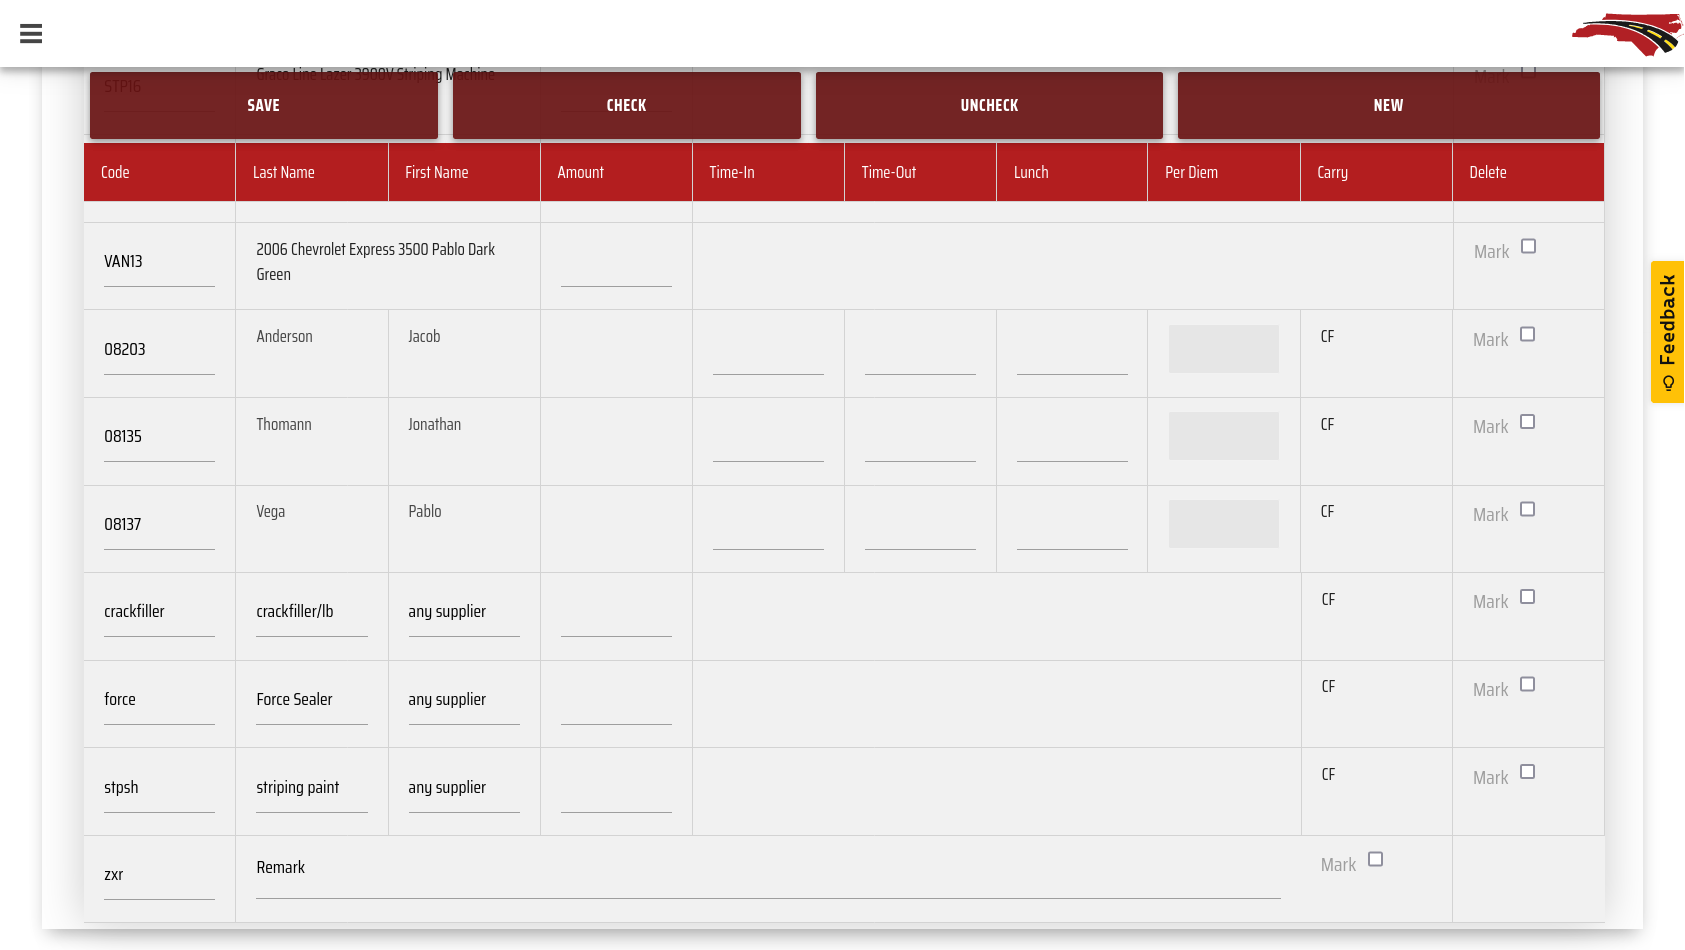 STP16 Graco Line Lazer 3900V Striping Machine Mark
SAVE CHECK UNCHECK NEW
Code Last Name First Name Amount Time-In Time-Out Lunch Per Diem Carry Delete
VAN13 2006 Chevrolet Express 3500 Pablo Dark Mark
Green
08203 Anderson Jacob CF Mark
08135 Thomann Jonathan CF Mark
08137 Vega Pablo CF Mark
crackfiller crackfiller/lb any supplier CF Mark
force Force Sealer any supplier CF Mark
stpsh striping paint any supplier CF Mark
zxr Remark Mark
Feedback